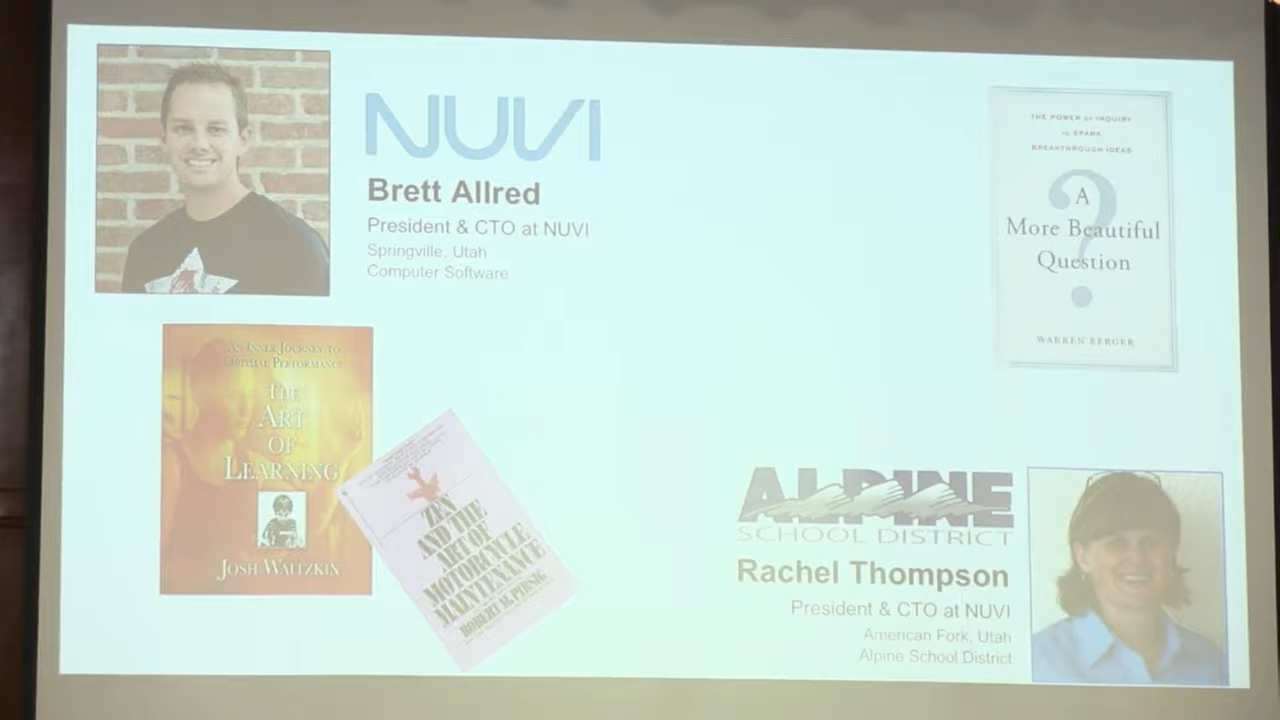 NUVI
Brett Allred
President & CTO at NUVI
Springville, Utah
Computer Software
THE POWER OF INQUIRY
TO SPARK
BREAKTHROUGH IDEAS
A
More Beautiful
Question
?
WARREN BERGER
AN INNER JOURNEY TO
OPTIMAL PERFORMANCE
THE
ART
OF
LEARNING
JOSH WAITZKIN
ZEN
AND THE
ART OF
MOTORCYCLE
MAINTENANCE
ROBERT M. PIRSIG
ALPINE
SCHOOL DISTRICT
Rachel Thompson
President & CTO at NUVI
American Fork, Utah
Alpine School District